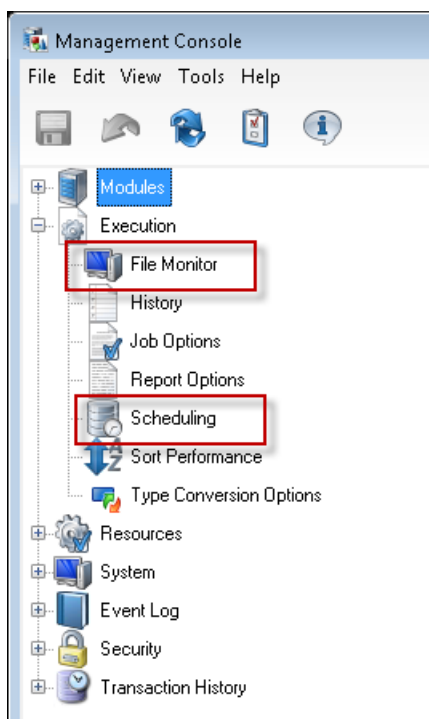 Management Console
File Edit View Tools Help
Modules
Execution
File Monitor
History
Job Options
Report Options
Scheduling
Sort Performance
Type Conversion Options
Resources
System
Event Log
Security
Transaction History